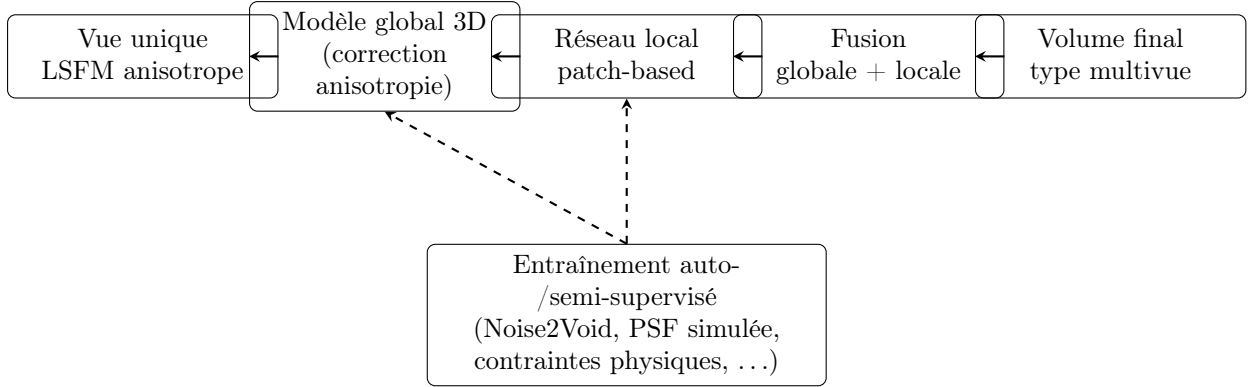 Vue unique
LSFM anisotrope
Modèle global 3D
(correction
anisotropie)
Réseau local
patch-based
Fusion
globale + locale
Volume final
type multivue
Entraînement auto-
/semi-supervisé
(Noise2Void, PSF simulée,
contraintes physiques, …)